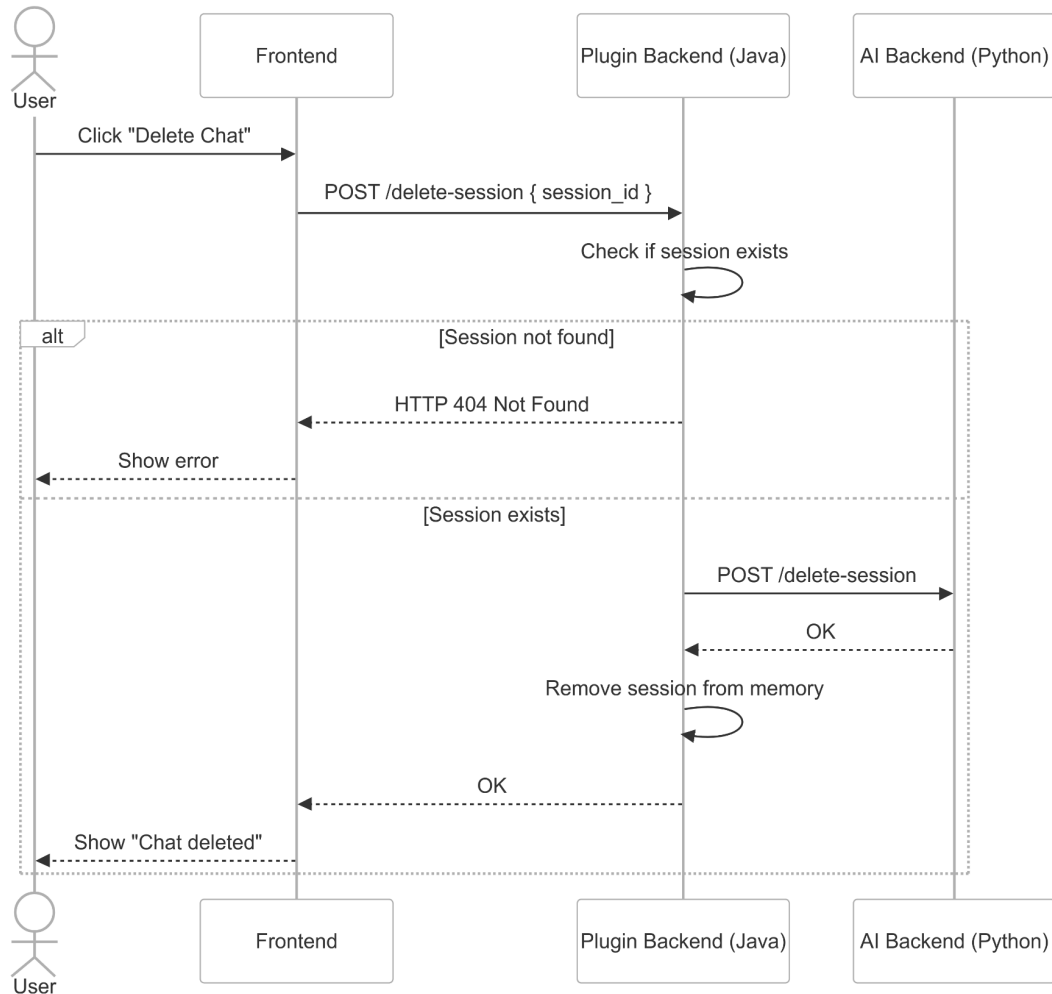 User
Frontend
Plugin Backend (Java)
AI Backend (Python)
Click "Delete Chat"
POST /delete-session { session_id }
Check if session exists
alt
[Session not found]
HTTP 404 Not Found
Show error
[Session exists]
POST /delete-session
OK
Remove session from memory
OK
Show "Chat deleted"
User
Frontend
Plugin Backend (Java)
AI Backend (Python)